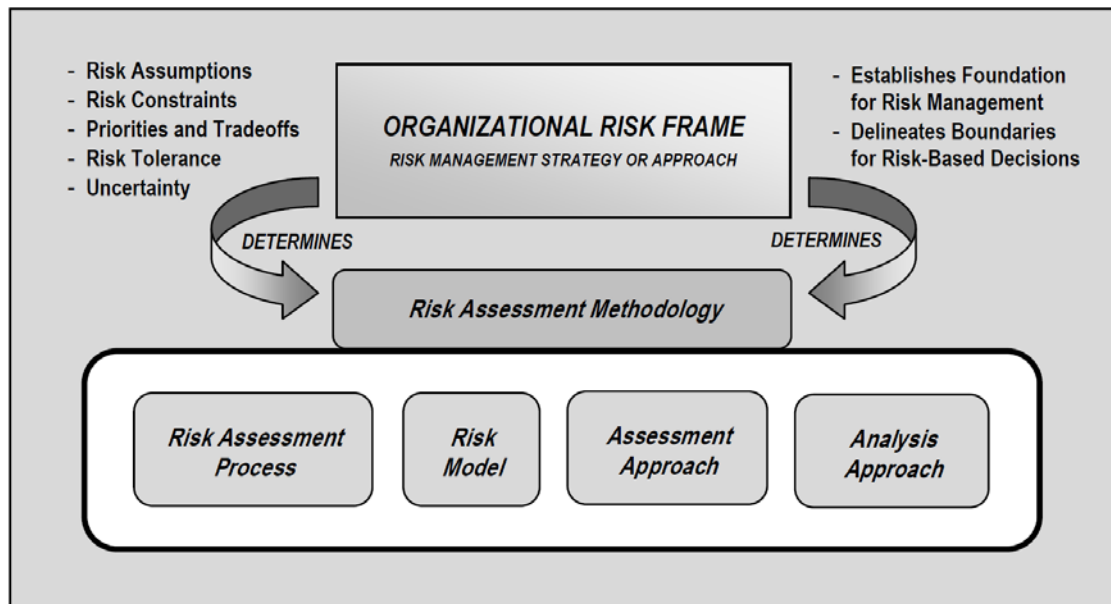 - Risk Assumptions
- Risk Constraints
- Priorities and Tradeoffs
- Risk Tolerance
- Uncertainty
ORGANIZATIONAL RISK FRAME
RISK MANAGEMENT STRATEGY OR APPROACH
- Establishes Foundation
for Risk Management
- Delineates Boundaries
for Risk-Based Decisions
DETERMINES
DETERMINES
Risk Assessment Methodology
Risk Assessment
Process
Risk
Model
Assessment
Approach
Analysis
Approach